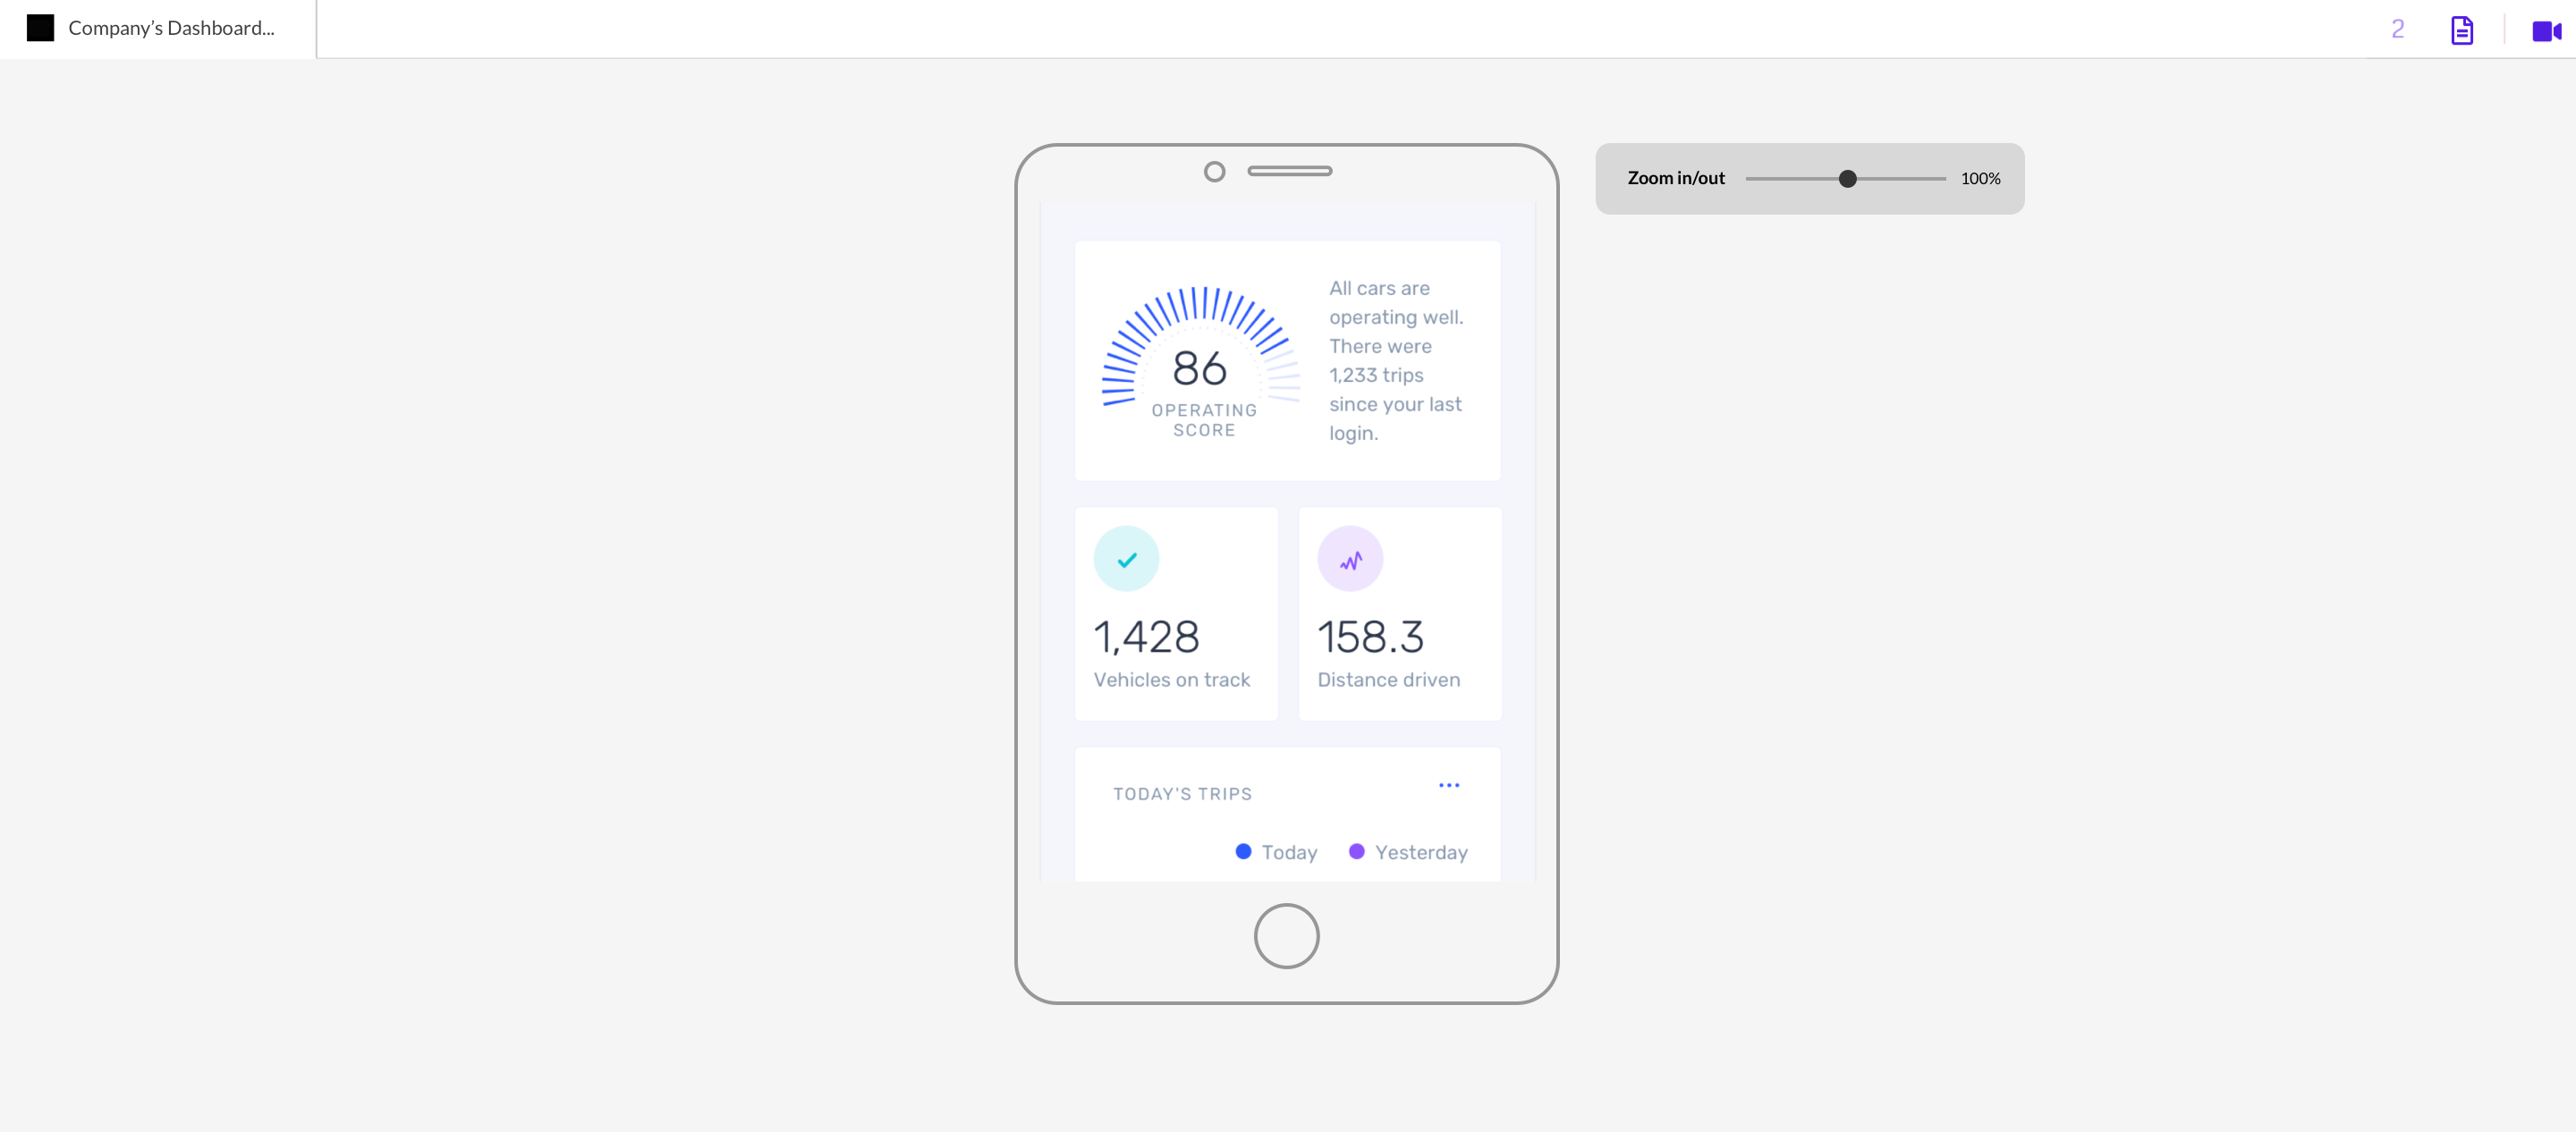 Company’s Dashboard...
2
Zoom in/out 100%
All cars are
operating well.
There were
1,233 trips
since your last
login.
86
OPERATING
SCORE
1,428
Vehicles on track
158.3
Distance driven
TODAY'S TRIPS
Today Yesterday